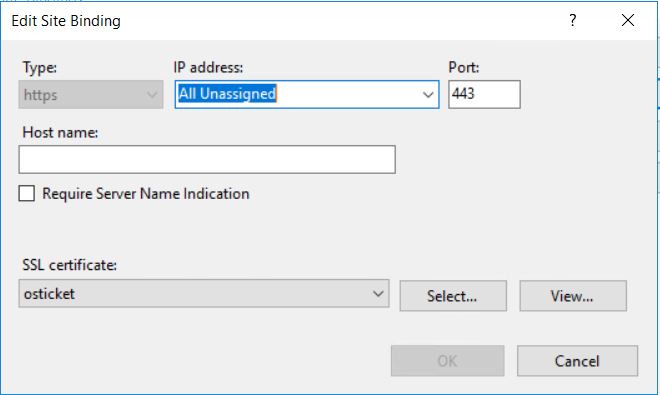 Edit Site Binding ? X
Type: IP address: Port:
https All Unassigned 443
Host name:
Require Server Name Indication
SSL certificate:
osticket Select... View...
OK Cancel